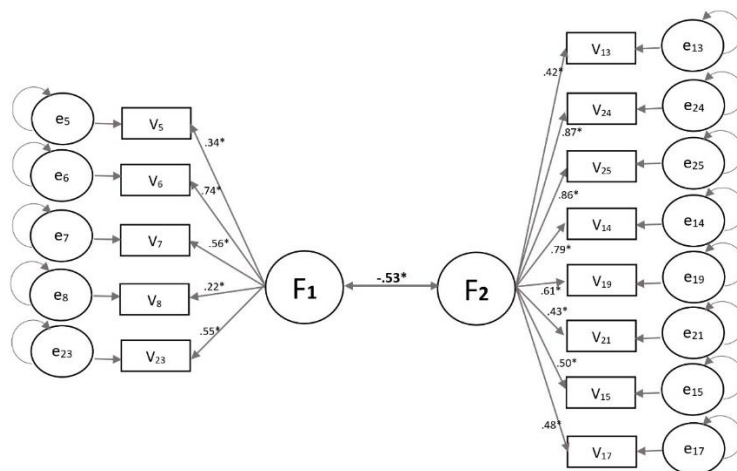 e5
V5
.34*
e6
V6
.74*
e7
V7
.56*
e8
V8
.22*
e23
V23
.55*
F1
-.53*
F2
.42*
V13
e13
.87*
V24
e24
.86*
V25
e25
.79*
V14
e14
.61*
V19
e19
.43*
V21
e21
.50*
V15
e15
.48*
V17
e17